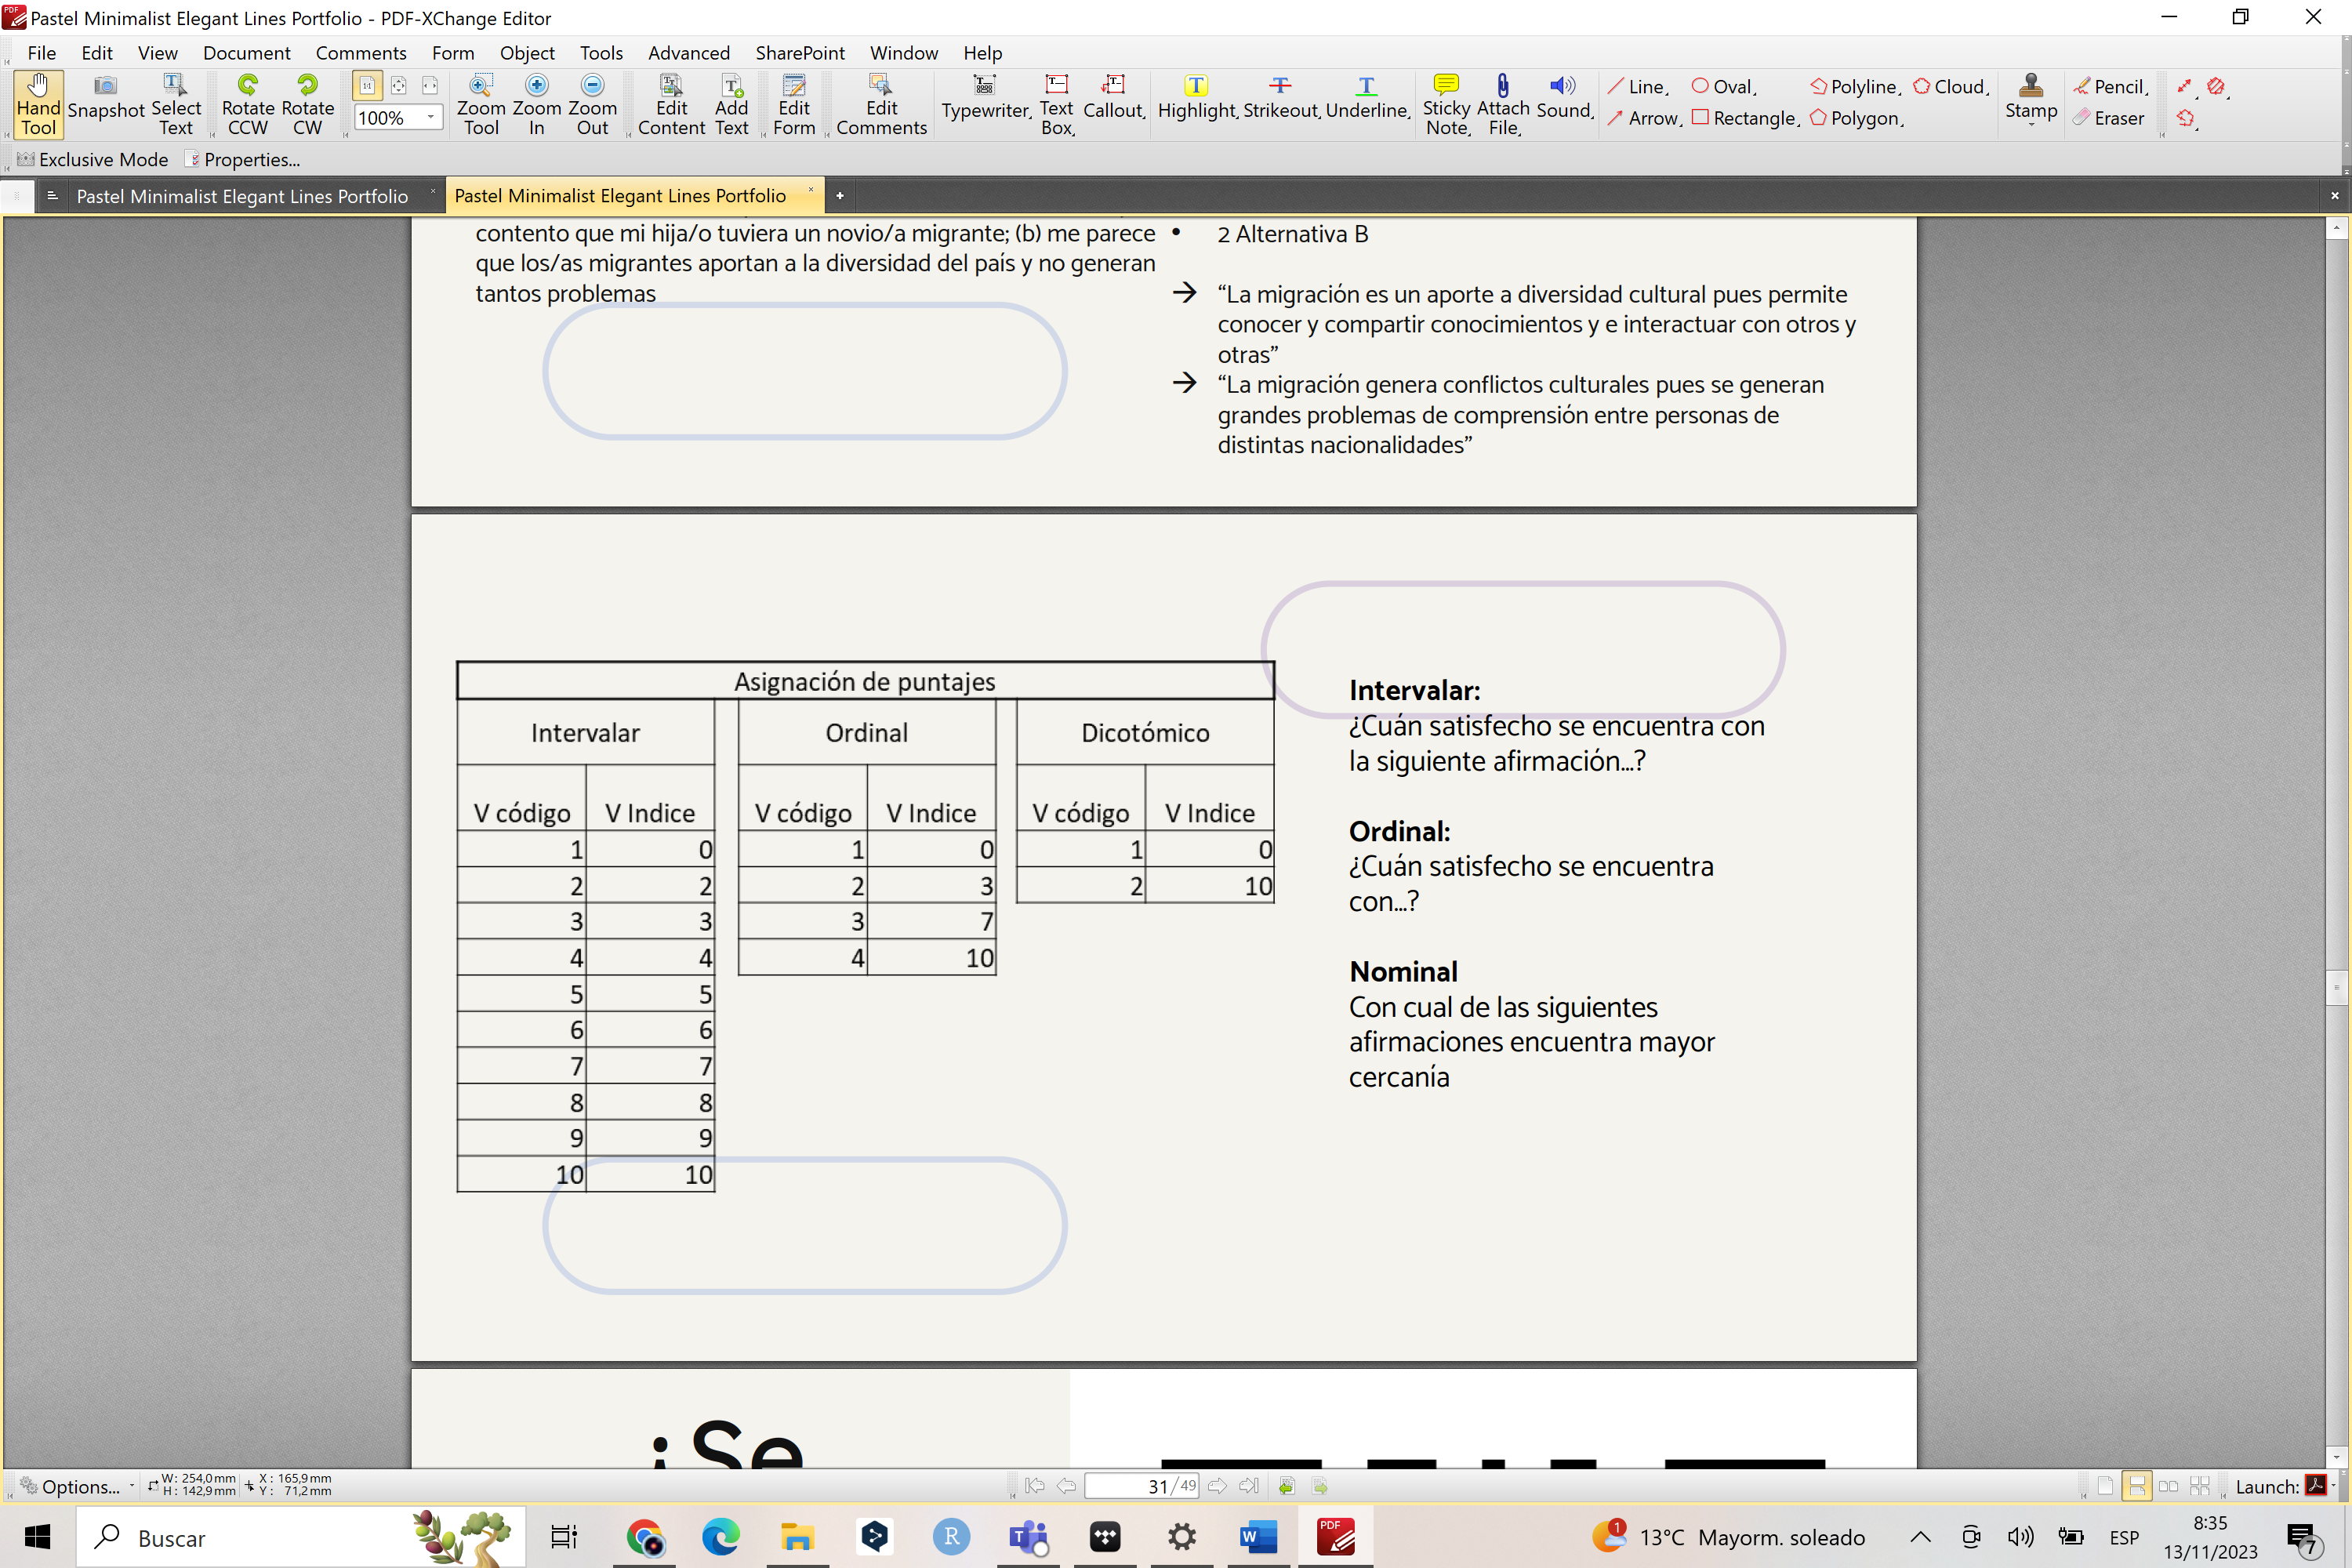 Pastel Minimalist Elegant Lines Portfolio - PDF-XChange Editor
File Edit View Document Comments Form Object Tools Advanced SharePoint Window Help
Hand Tool
Snapshot
Select Text
Rotate CCW
Rotate CW
100%
Zoom Tool
Zoom In
Zoom Out
Edit Content
Add Text
Edit Form
Edit Comments
Typewriter
Text Box
Callout
Highlight
Strikeout
Underline
Sticky Note
Attach File
Sound
Line
Arrow
Oval
Rectangle
Polyline
Polygon
Cloud
Stamp
Pencil
Eraser
Exclusive Mode Properties...
Pastel Minimalist Elegant Lines Portfolio
Pastel Minimalist Elegant Lines Portfolio
contento que mi hija/o tuviera un novio/a migrante; (b) me parece
que los/as migrantes aportan a la diversidad del país y no generan
tantos problemas
• 2 Alternativa B
→ “La migración es un aporte a diversidad cultural pues permite
conocer y compartir conocimientos y e interactuar con otros y
otras”
→ “La migración genera conflictos culturales pues se generan
grandes problemas de comprensión entre personas de
distintas nacionalidades”
Asignación de puntajes
Intervalar Ordinal Dicotómico
V código V Indice V código V Indice V código V Indice
1 0 1 0 1 0
2 2 2 3 2 10
3 3 3 7
4 4 4 10
5 5
6 6
7 7
8 8
9 9
10 10
Intervalar:
¿Cuán satisfecho se encuentra con
la siguiente afirmación...?
Ordinal:
¿Cuán satisfecho se encuentra
con...?
Nominal
Con cual de las siguientes
afirmaciones encuentra mayor
cercanía
¿Se
Options...
W: 254,0 mm
H: 142,9 mm
X: 165,9 mm
Y: 71,2 mm
31 / 49
Launch:
Buscar
13°C Mayorm. soleado
ESP
8:35
13/11/2023
7